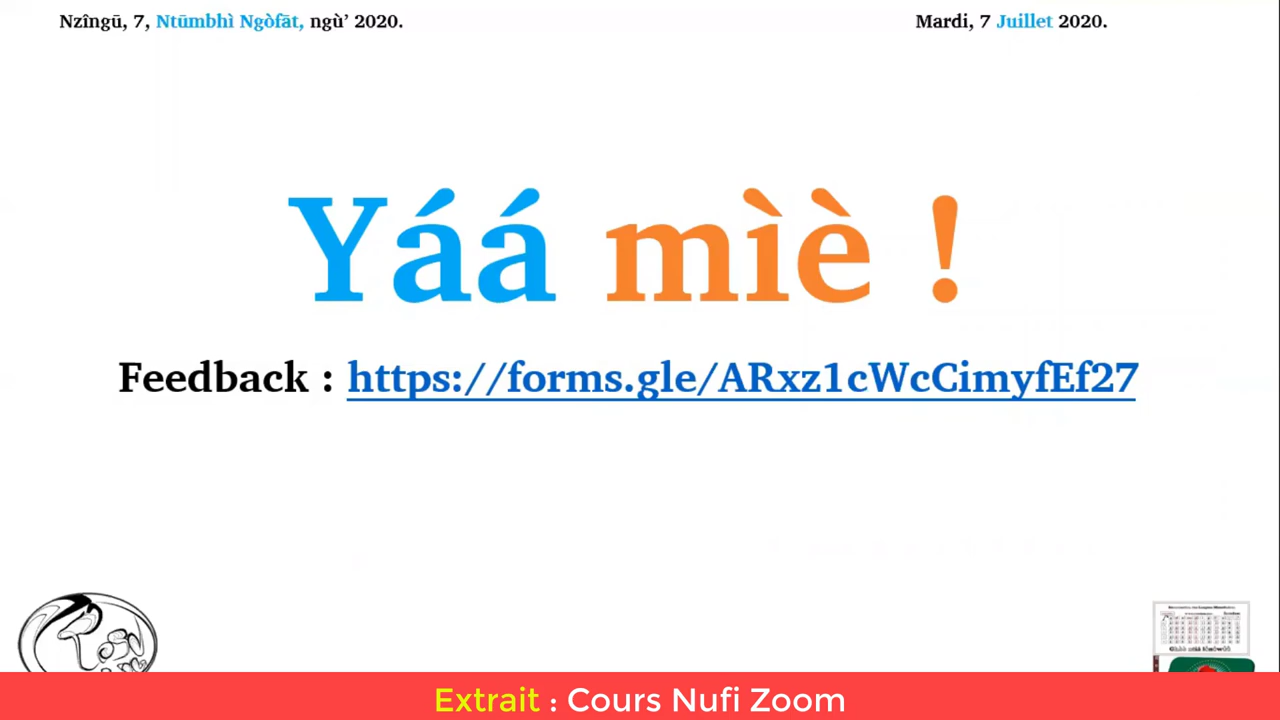 Nzîngū, 7, Ntūmbhì Ngòfāt, ngù’ 2020.
Mardi, 7 Juillet 2020.
Yáá mìè !
Feedback : https://forms.gle/ARxz1cWcCimyfEf27
Extrait : Cours Nufi Zoom